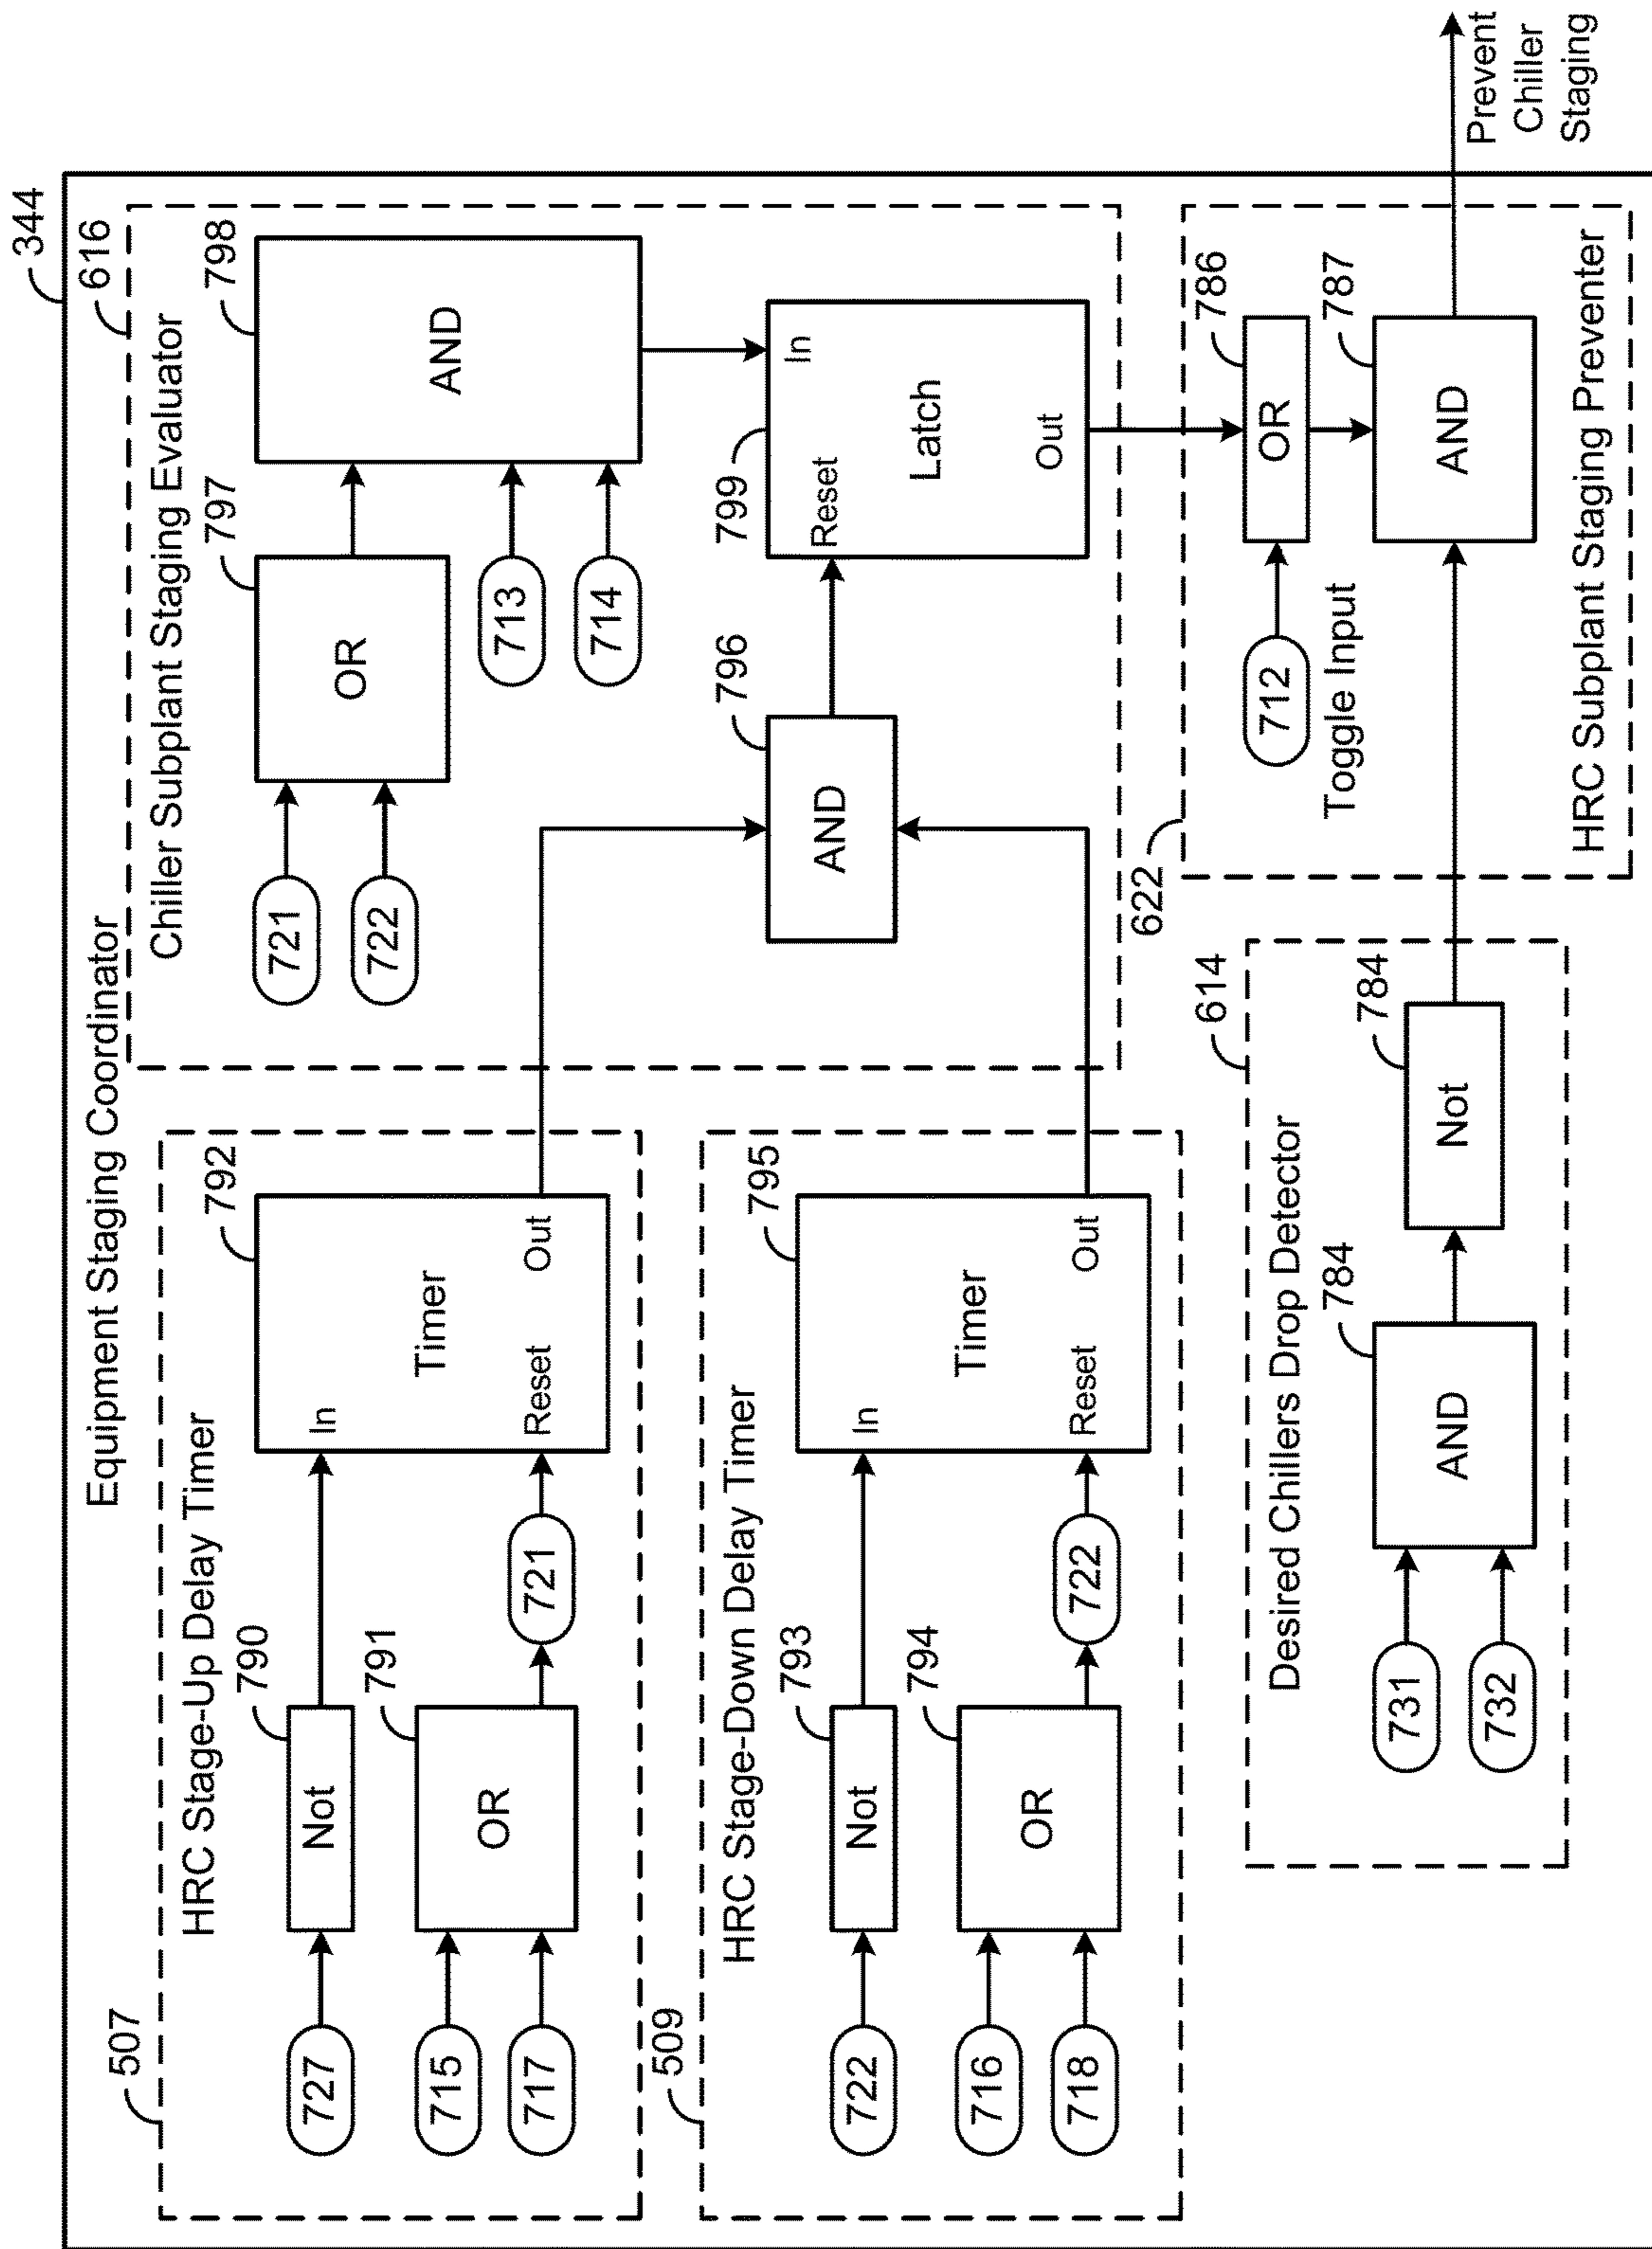 344
Equipment Staging Coordinator
507
HRC Stage-Up Delay Timer
727
Not
790
715
717
OR
791
721
In
Timer
Reset
Out
792
509
HRC Stage-Down Delay Timer
722
Not
793
716
718
OR
794
722
In
Timer
Reset
Out
795
616
Chiller Subplant Staging Evaluator
721
722
OR
797
713
714
AND
798
AND
796
Reset
In
Latch
Out
799
614
Desired Chillers Drop Detector
731
732
AND
784
Not
784
622
712
Toggle Input
OR
786
AND
787
HRC Subplant Staging Preventer
Prevent
Chiller
Staging